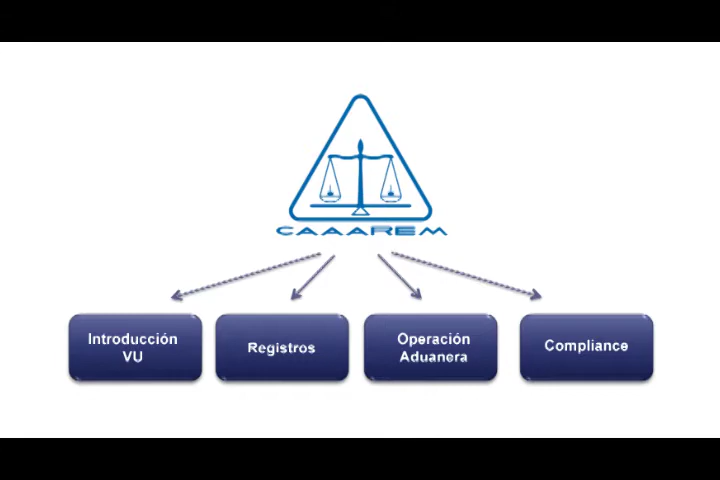 CAAAREM
Introducción
VU
Registros
Operación
Aduanera
Compliance